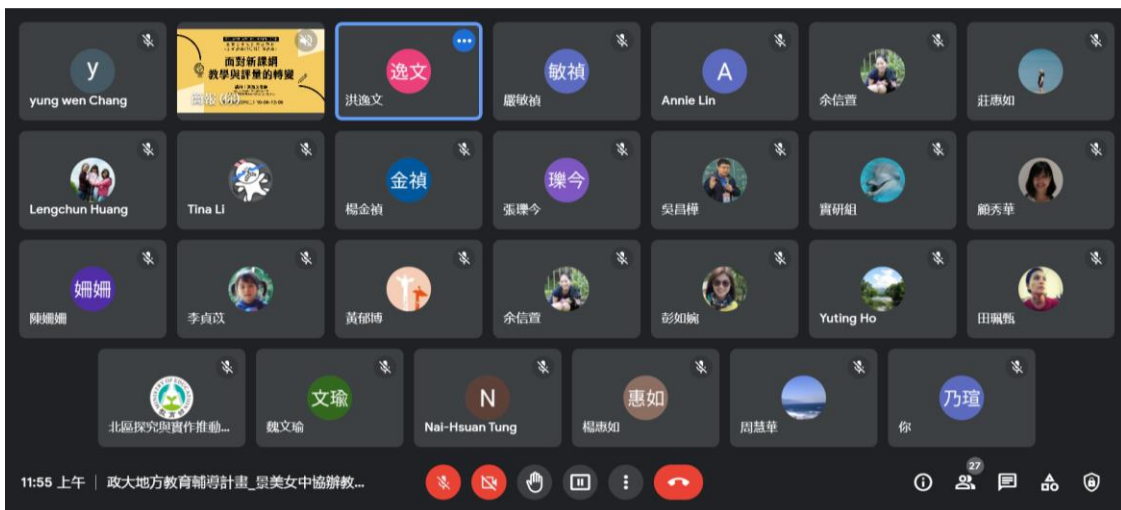 y
yung wen Chang
面對新課綱
教學與評量的轉變
逸文
洪逸文
敏禎
嚴敏禎
A
Annie Lin
余信萱
莊惠如
Lengchun Huang
Tina Li
金禎
楊金禎
瓅今
張瓅今
吳昌樺
實研組
顧秀華
姍姍
陳姍姍
李貞苡
黃郁博
余信萱
彭如婉
Yuting Ho
田珮甄
北區探究與實作推動...
文瑜
魏文瑜
N
Nai-Hsuan Tung
惠如
楊惠如
周慧華
乃瑄
你
11:55 上午 | 政大地方教育輔導計畫_景美女中協辦教...
27